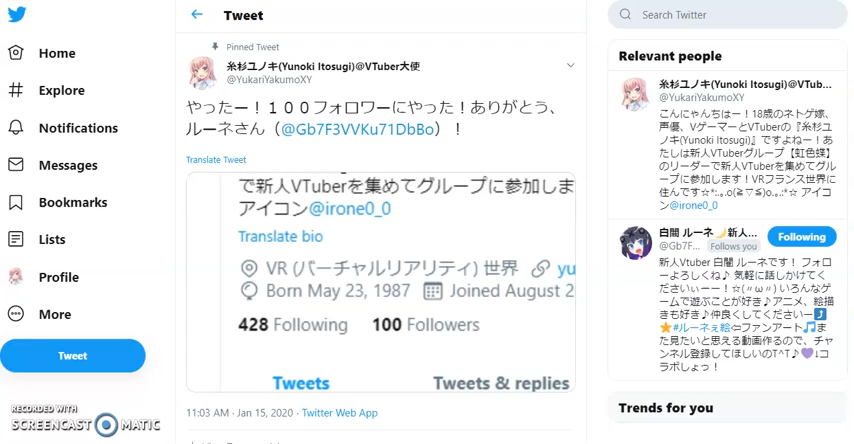 Home
Explore
Notifications
Messages
Bookmarks
Lists
Profile
More
Tweet
RECORDED WITH
SCREENCAST MATIC
Tweet
Pinned Tweet
糸杉ユノキ(Yunoki Itosugi)@VTuber大使
@YukariYakumoXY
やったー！１００フォロワーにやった！ありがとう、
ルーネさん（@Gb7F3VVKu71DbBo）！
Translate Tweet
で新人VTuberを集めてグループに参加しま
アイコン@irone0_0
Translate bio
VR (バーチャルリアリティ) 世界 yu
Born May 23, 1987 Joined August 2
428 Following 100 Followers
Tweets Tweets & replies
11:03 AM · Jan 15, 2020 · Twitter Web App
Search Twitter
Relevant people
糸杉ユノキ(Yunoki Itosugi)@VTub...
@YukariYakumoXY
こんにゃんちはー！18歳のネトゲ嫁、
声優、VゲーマーとVTuberの『糸杉ユ
ノキ(Yunoki Itosugi)』ですよねー！あ
たしは新人VTuberグループ【虹色蝶】
のリーダーで新人VTuberを集めてグル
ープに参加します！VRフランス世界に
住んです☆*:.｡.o(≧▽≦)o.｡.:*☆ アイコ
ン@irone0_0
白闇 ルーネ🌙新人...
@Gb7F... Follows you
Following
新人Vtuber 白闇 ルーネです！ フォロ
ーよろしくね♪ 気軽に話しかけてく
ださいぃーー！☆(〃ω〃) いろんなゲ
ームで遊ぶことが好き♪アニメ、絵描
きも好き♪仲良くしてくださいー⤴
⭐#ルーネぇ絵⇦ファンアート🎵ま
た見たいと思える動画作るので、チャ
ンネル登録してほしいのT^T♪💜↓コ
ラボしょっ！
Trends for you